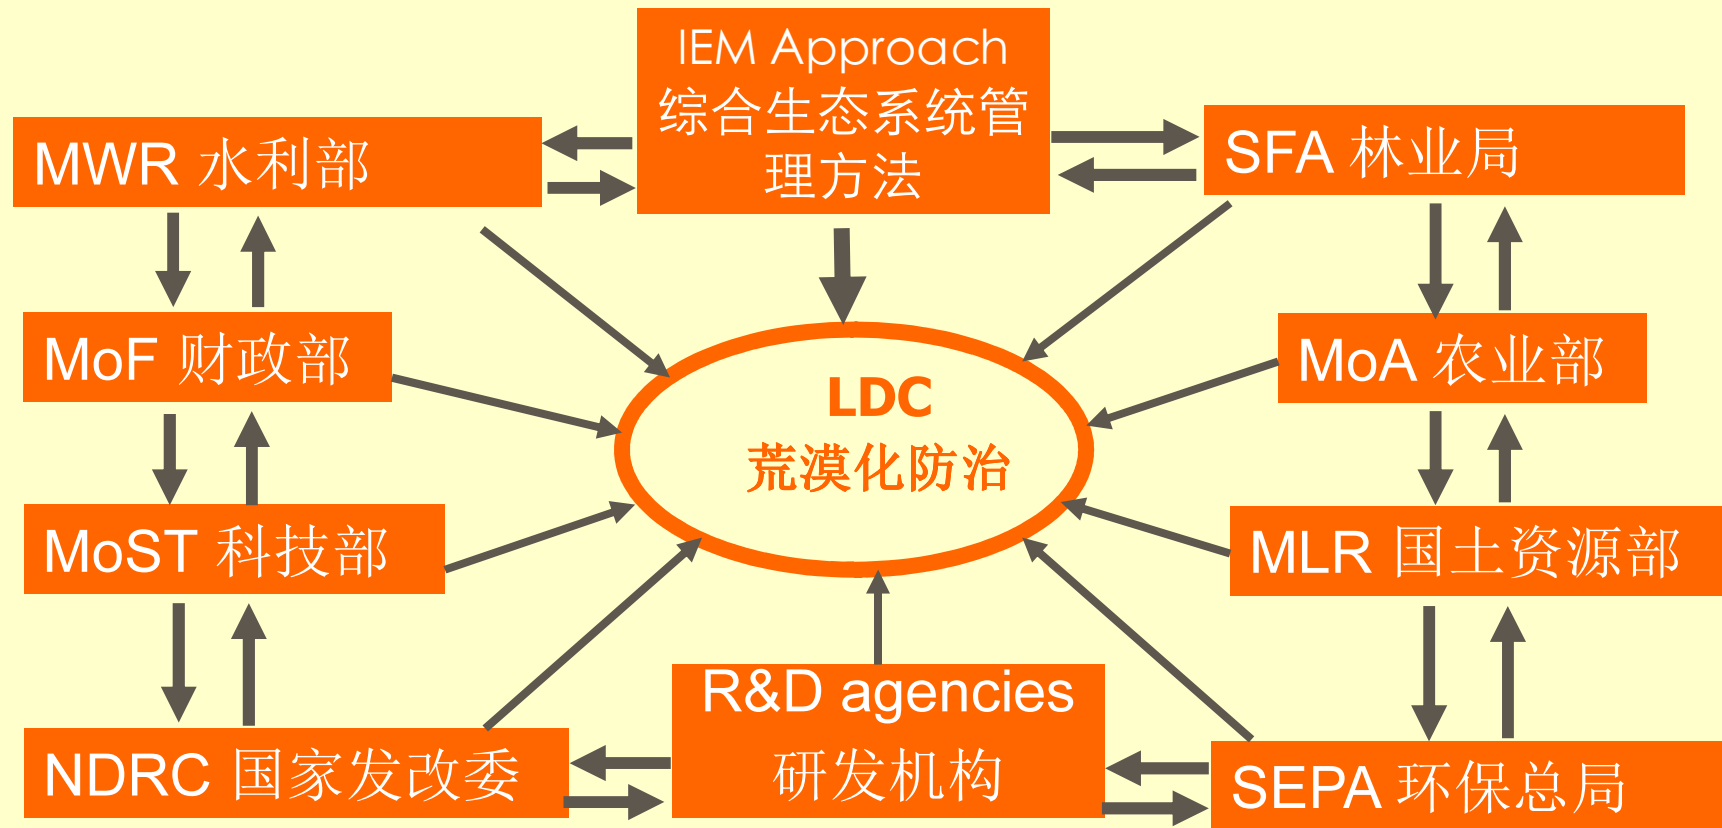 IEM Approach
综合生态系统管
理方法
MWR 水利部
SFA 林业局
MoF 财政部
MoA 农业部
LDC
荒漠化防治
MoST 科技部
MLR 国土资源部
R&D agencies
研发机构
NDRC 国家发改委
SEPA 环保总局